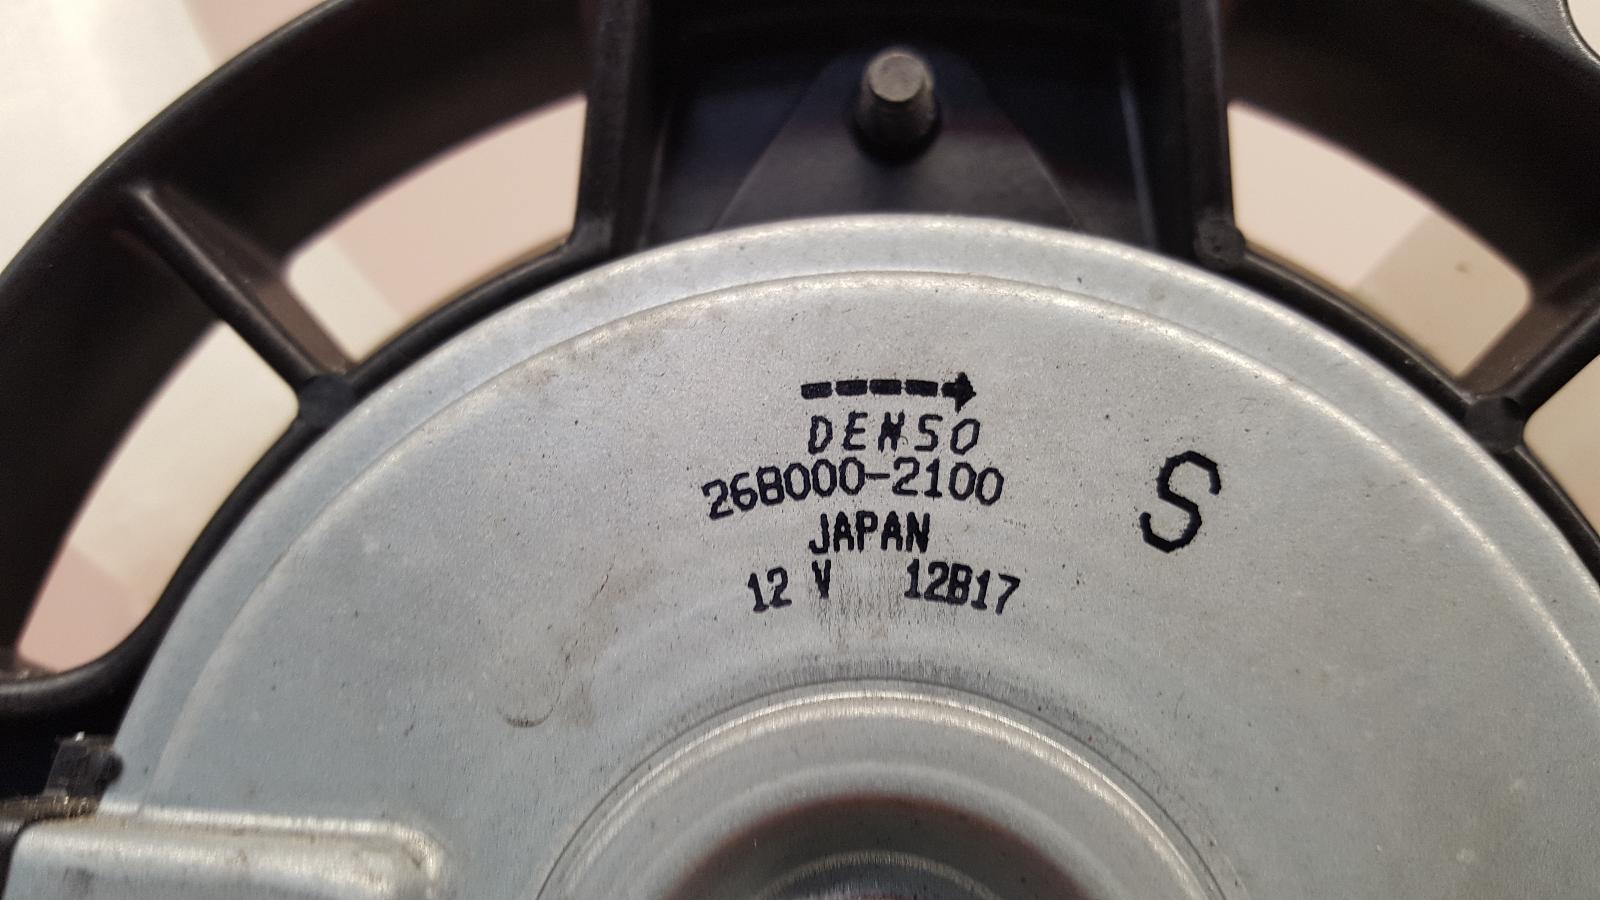 DENSO
268000-2100
JAPAN
12 V 12B17
S